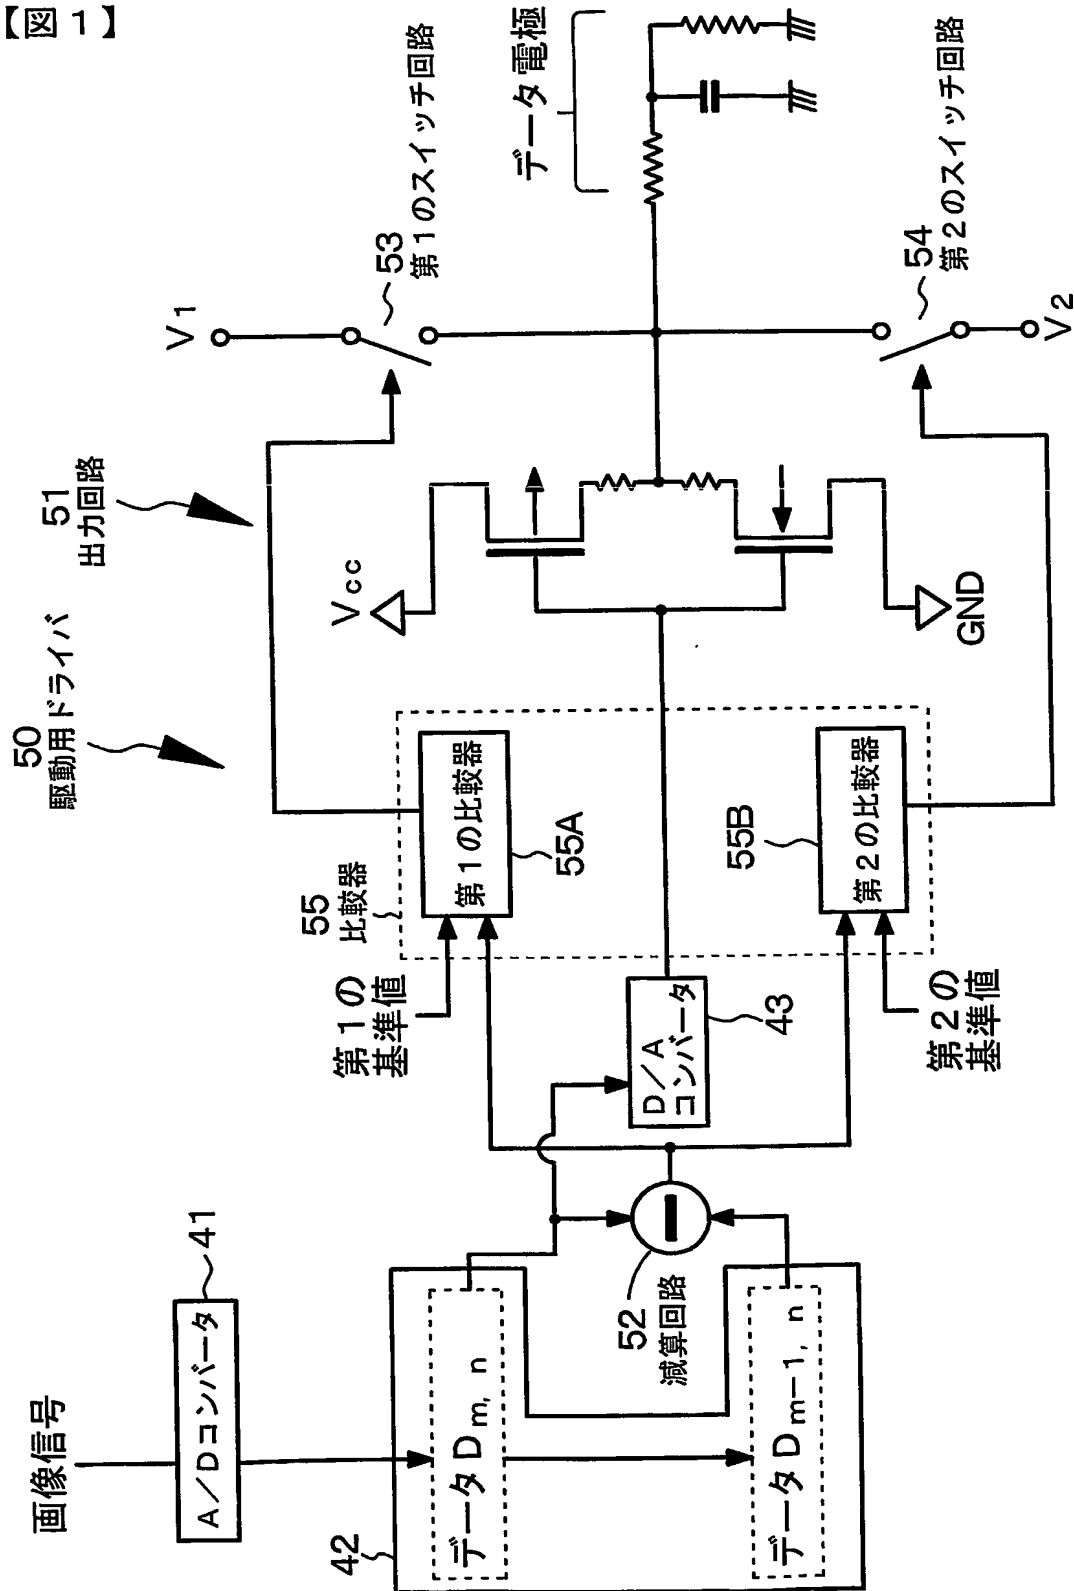 【図 1】
画像信号
A/Dコンバータ
41
42
データ Dm, n
データ Dm−1, n
52
減算回路
D/A
コンバータ
43
第1の
基準値
第2の
基準値
55
比較器
第1の比較器
55A
第2の比較器
55B
50
駆動用ドライバ
51
出力回路
Vcc
GND
V1
V2
53
第1のスイッチ回路
54
第2のスイッチ回路
データ電極